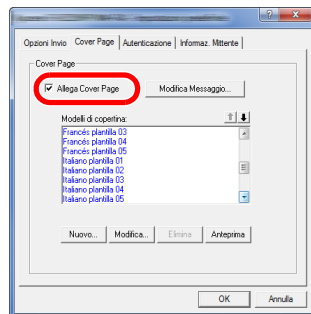 Opzioni Invio Cover Page Autenticazione Informaz. Mittente
Cover Page
Allega Cover Page Modifica Messaggio...
Modelli di copertina:
Francés plantilla 03
Francés plantilla 04
Francés plantilla 05
Italiano plantilla 01
Italiano plantilla 02
Italiano plantilla 03
Italiano plantilla 04
Italiano plantilla 05
Nuovo... Modifica... Elimina Anteprima
OK Annulla